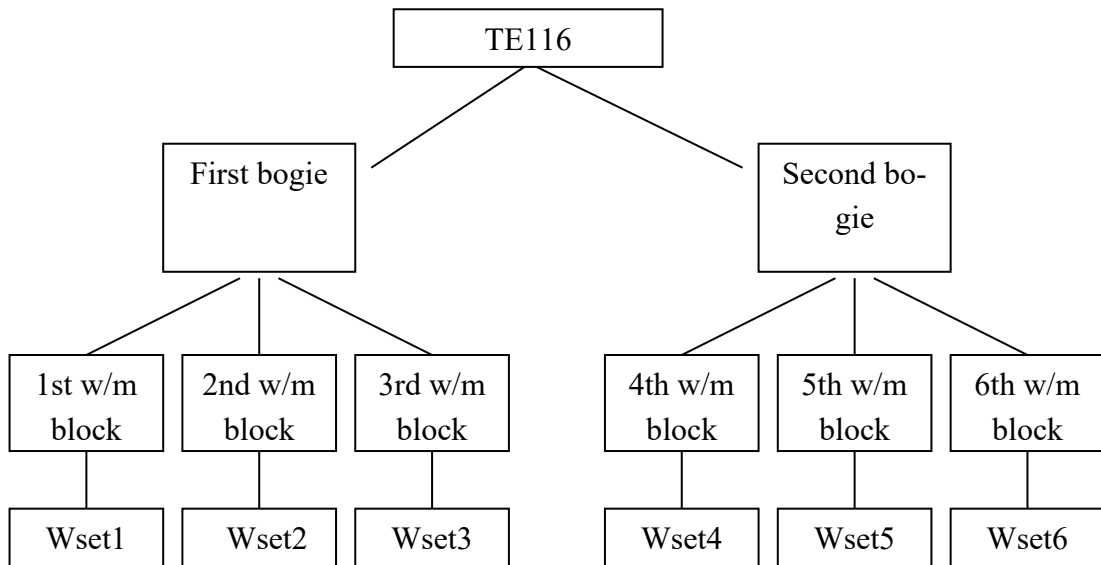 TE116
First bogie
Second bo-
gie
1st w/m
block
2nd w/m
block
3rd w/m
block
4th w/m
block
5th w/m
block
6th w/m
block
Wset1
Wset2
Wset3
Wset4
Wset5
Wset6